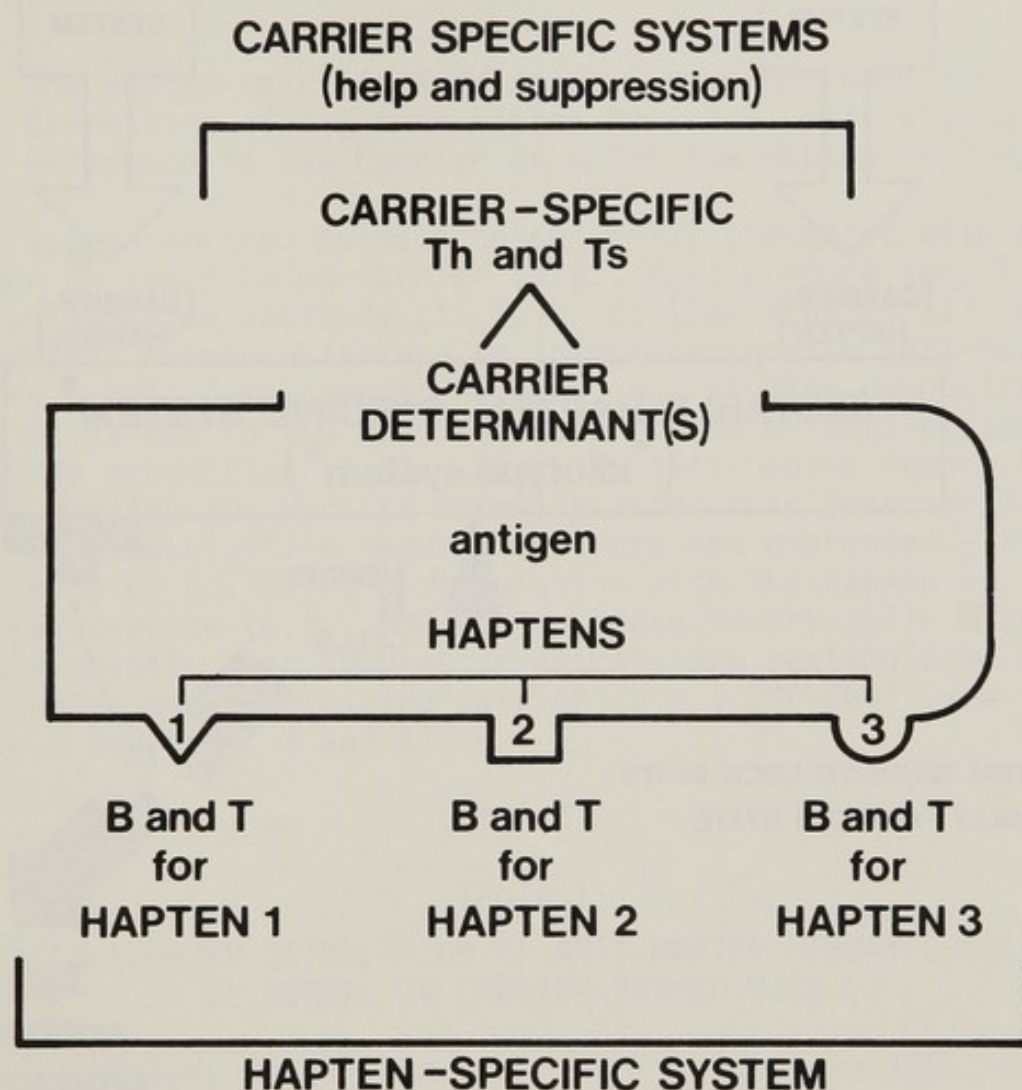 CARRIER SPECIFIC SYSTEMS
(help and suppression)
CARRIER-SPECIFIC
Th and Ts
CARRIER
DETERMINANT(S)
antigen
HAPTENS
1 2 3
B and T B and T B and T
for for for
HAPTEN 1 HAPTEN 2 HAPTEN 3
HAPTEN-SPECIFIC SYSTEM